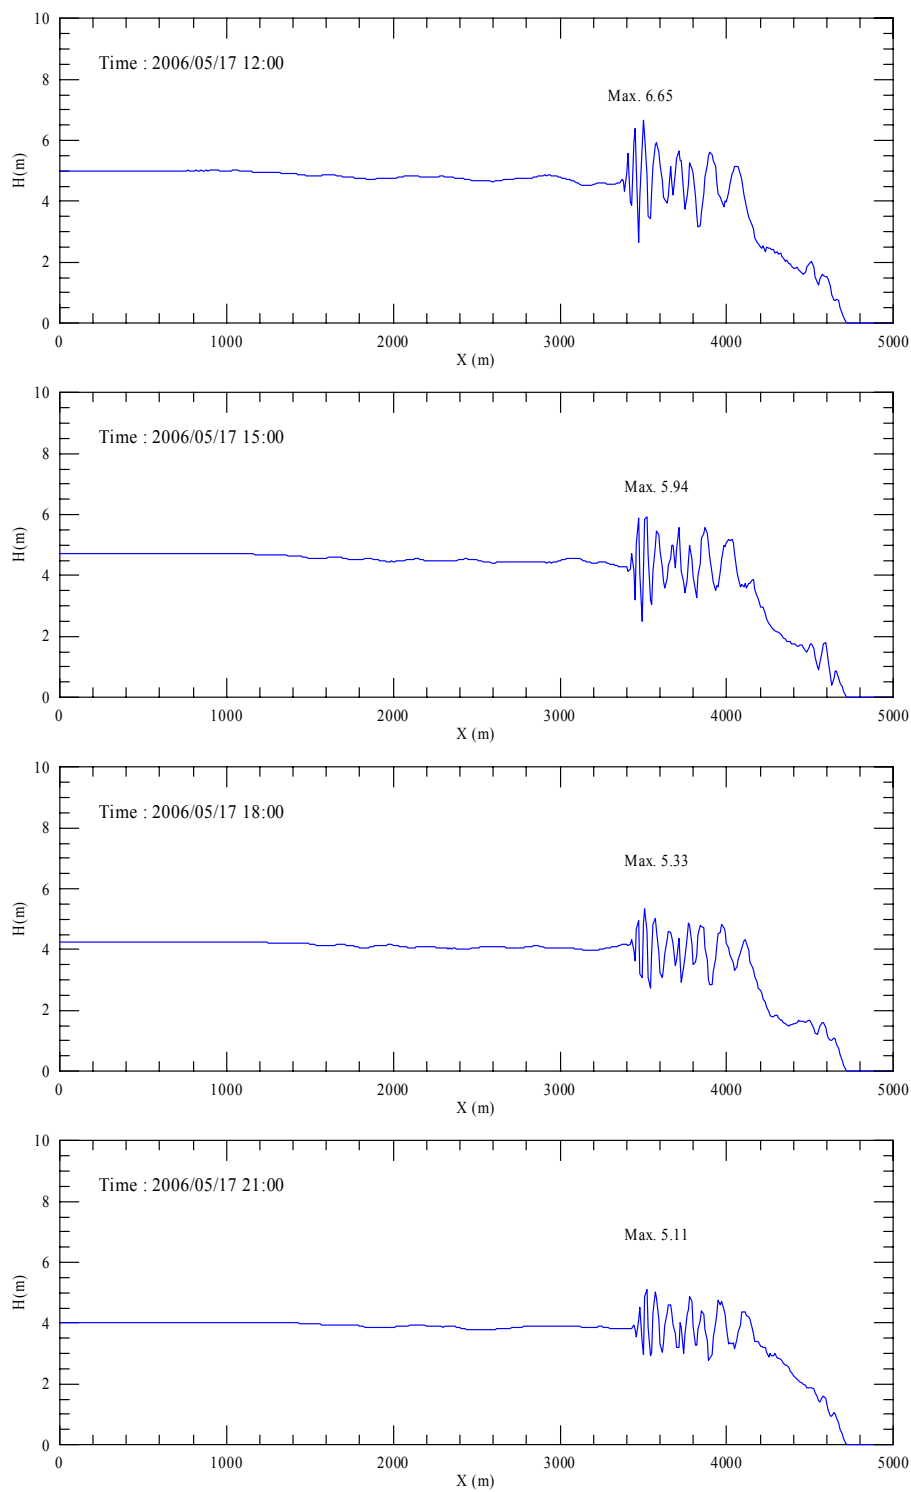 10
Time : 2006/05/17 12:00
8
Max. 6.65
6
H(m)
4
2
0
0 1000 2000 3000 4000 5000
X (m)
10
Time : 2006/05/17 15:00
8
Max. 5.94
6
H(m)
4
2
0
0 1000 2000 3000 4000 5000
X (m)
10
Time : 2006/05/17 18:00
8
Max. 5.33
6
H(m)
4
2
0
0 1000 2000 3000 4000 5000
X (m)
10
Time : 2006/05/17 21:00
8
Max. 5.11
6
H(m)
4
2
0
0 1000 2000 3000 4000 5000
X (m)